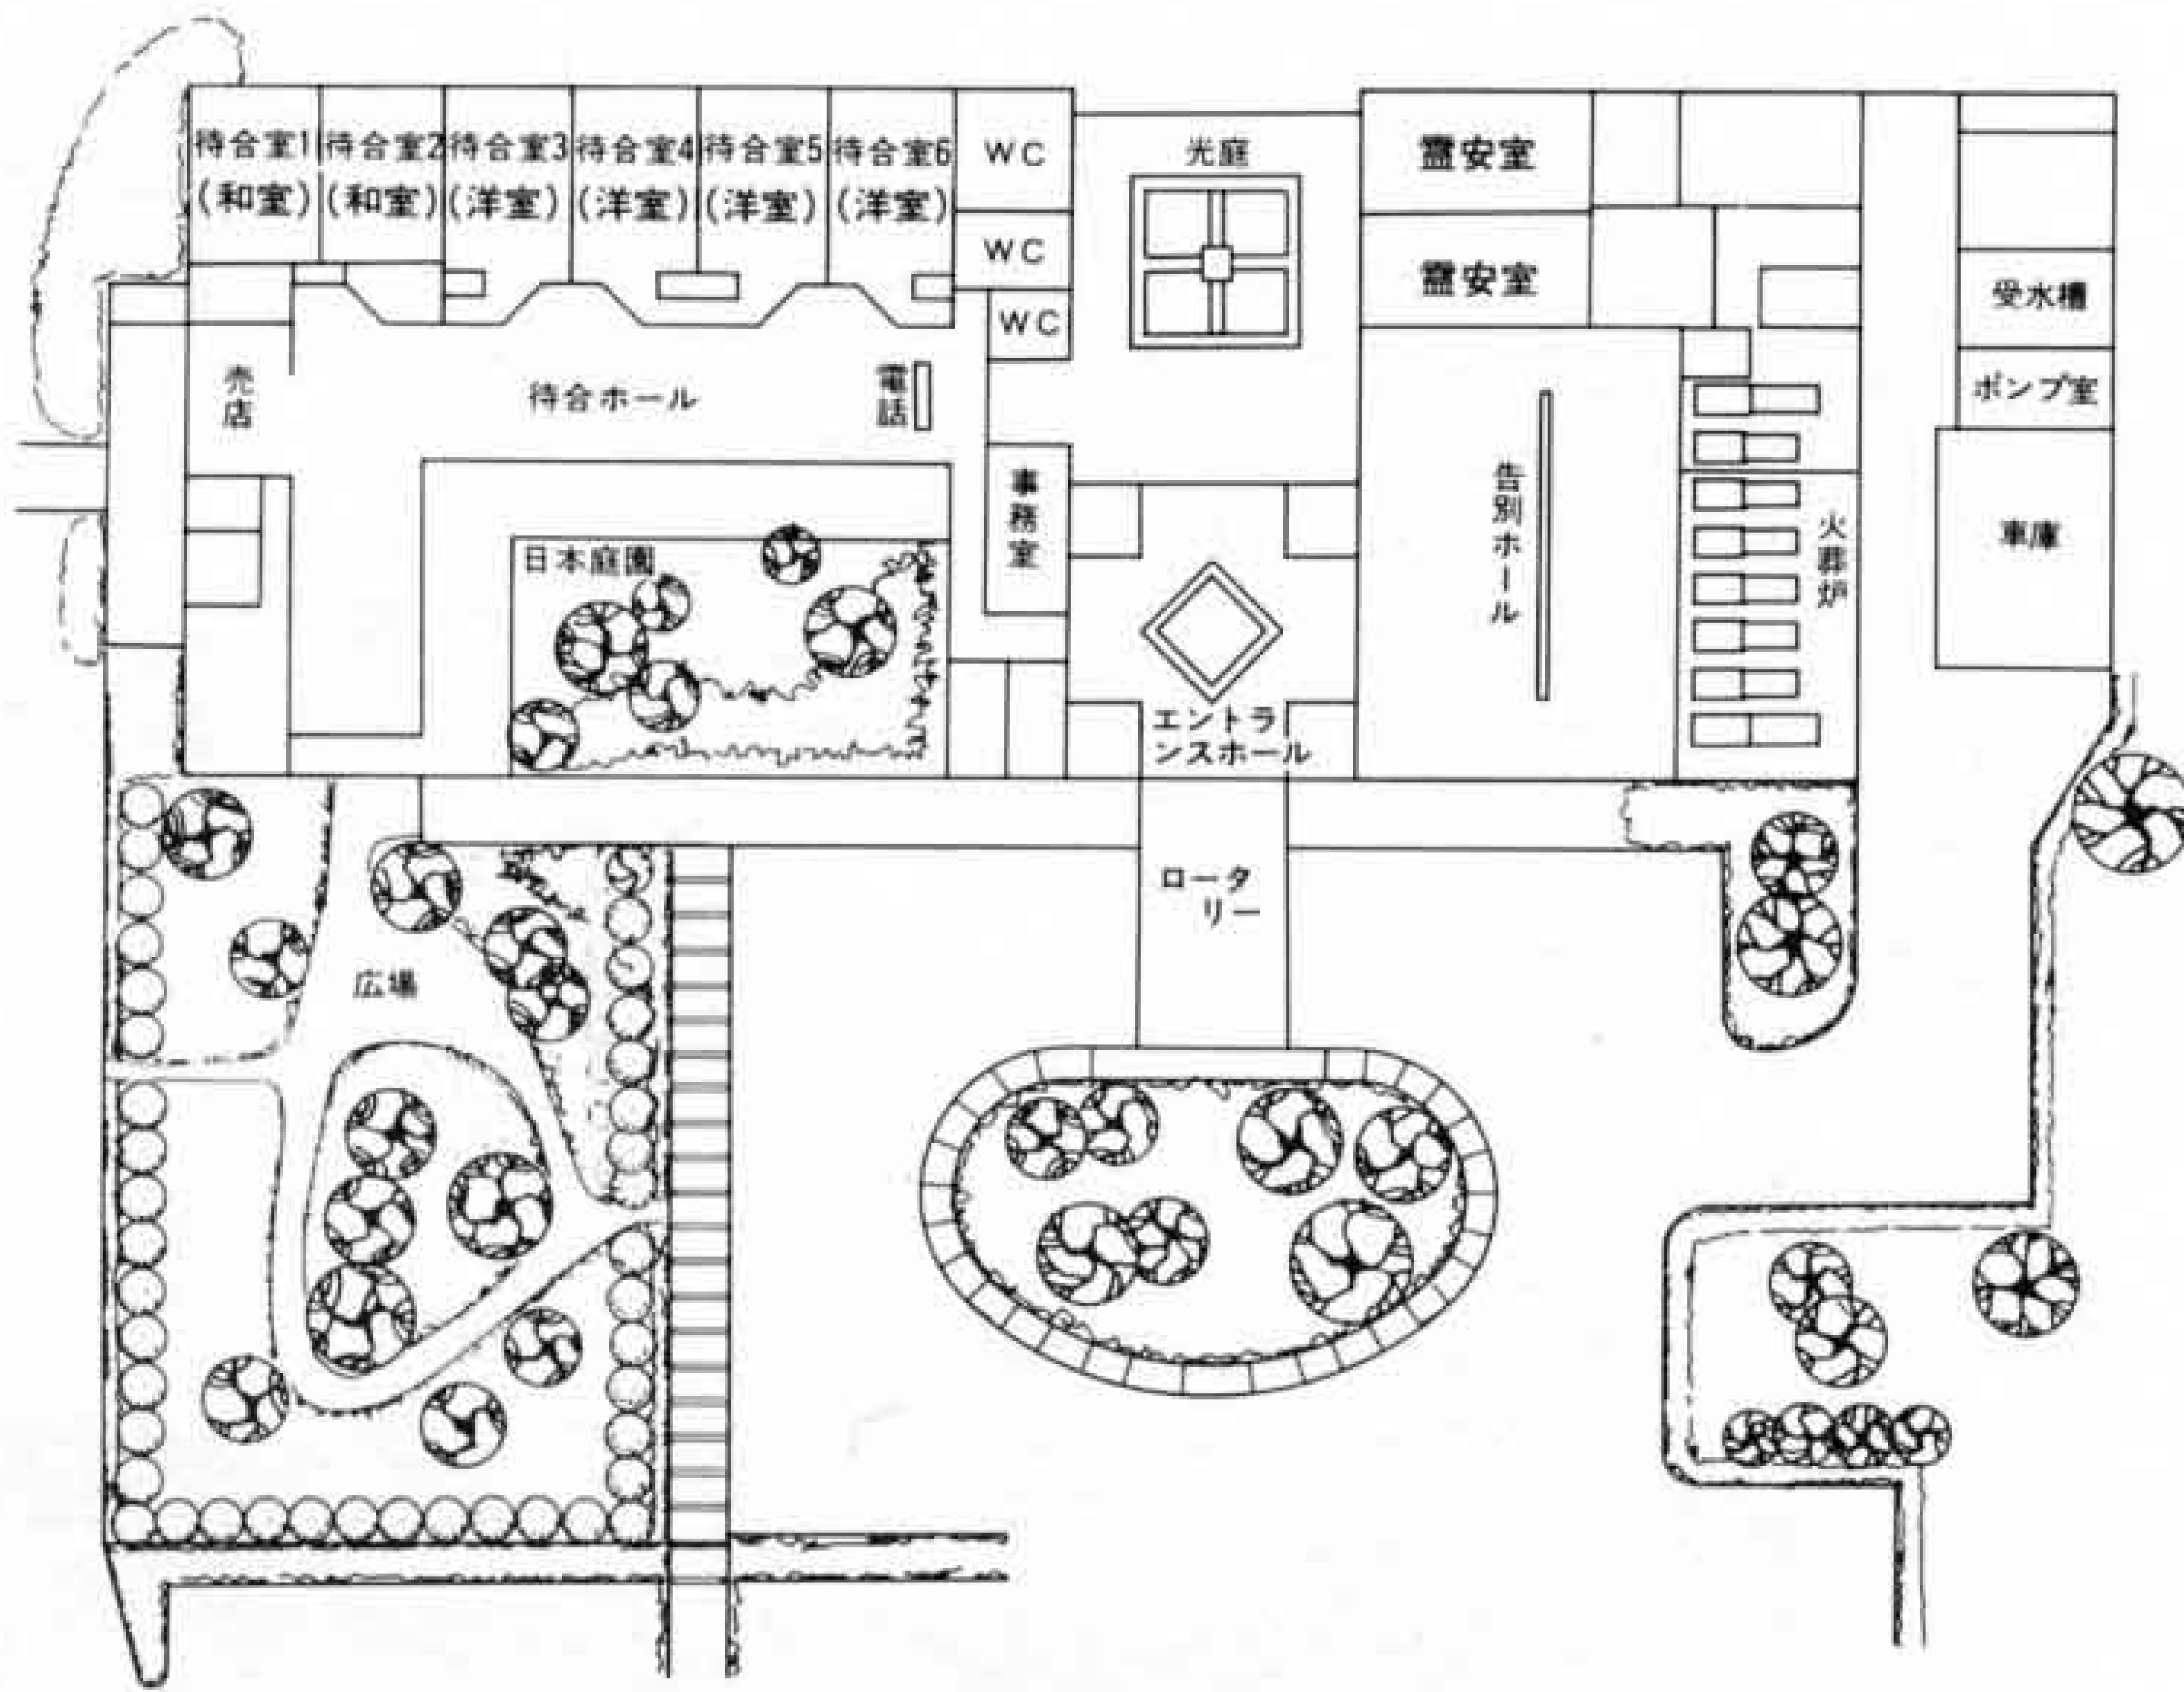 待合室1
(和室)
待合室2
(和室)
待合室3
(洋室)
待合室4
(洋室)
待合室5
(洋室)
待合室6
(洋室)
WC
WC
WC
光庭
霊安室
霊安室
受水槽
ポンプ室
車庫
売店
待合ホール
電話
事務室
告別ホール
火葬炉
日本庭園
エントラ
ンスホール
ロータ
リー
広場